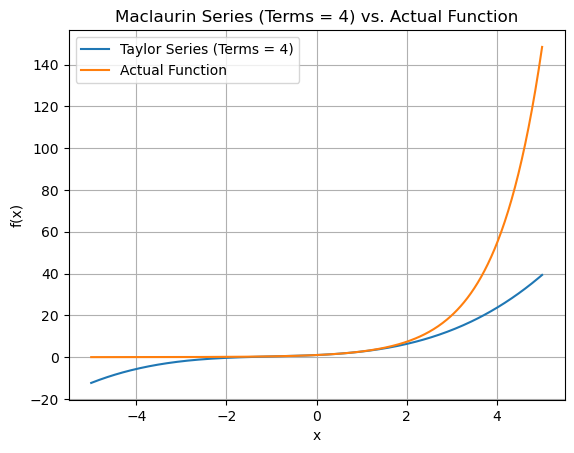 Maclaurin Series (Terms = 4) vs. Actual Function
Taylor Series (Terms = 4)
Actual Function
140
120
100
80
60
40
20
0
−20
f(x)
−4
−2
0
2
4
x